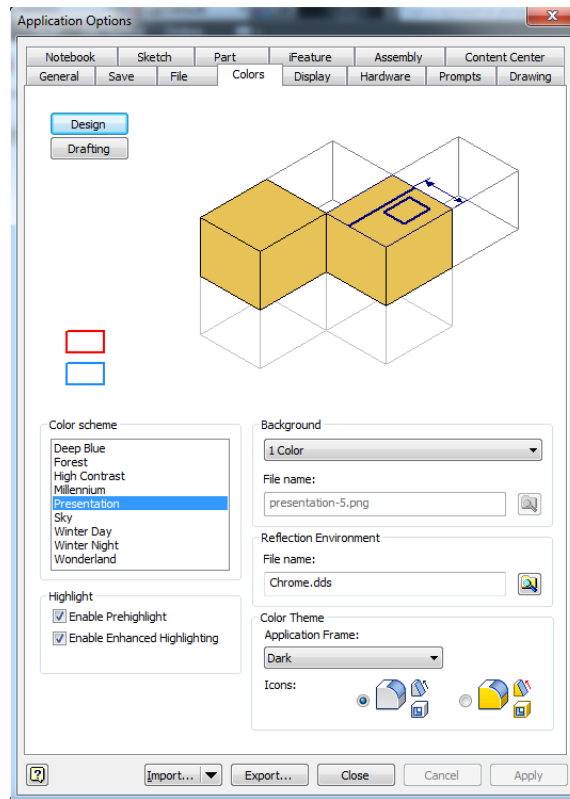 Application Options
X
Notebook Sketch Part iFeature Assembly Content Center
General Save File Colors Display Hardware Prompts Drawing
Design
Drafting
Color scheme
Deep Blue
Forest
High Contrast
Millennium
Presentation
Sky
Winter Day
Winter Night
Wonderland
Highlight
Enable Prehighlight
Enable Enhanced Highlighting
Background
1 Color
File name:
presentation-5.png
Reflection Environment
File name:
Chrome.dds
Color Theme
Application Frame:
Dark
Icons:
? Import... Export... Close Cancel Apply